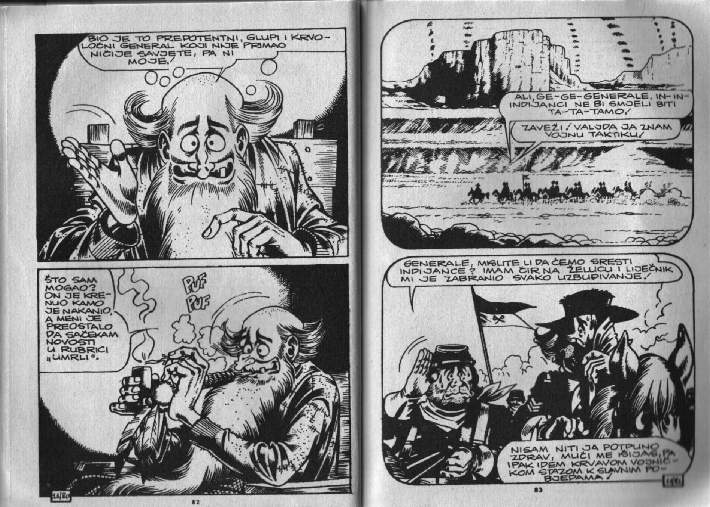 BIO JE TO PREPOTENTNI, GLUPI I KRVO-
LOČNI GENERAL KOJI NIJE PRIMAO
NIČIJE SAVJETE, PA NI
MOJE!
ŠTO SAM
MOGAO?
ON JE KRE-
NUO KAMO
JE NAKANIO,
A MENI JE
PREOSTALO
DA SAČEKAM
NOVOSTI
U RUBRICI
"UMRLI".
PUF
PUF
82
ALI, GE-GE-GENERALE, IN-IN-
INDIJANCI NE BI SMJELI BITI
TA-TA-TAMO!
ZAVEŽI! VALJDA JA ZNAM
VOJNU TAKTIKU!
GENERALE, MISLITE LI DA ĆEMO SRESTI
INDIJANCE? IMAM ČIR NA ŽELUCU I LIJEČNIK
MI JE ZABRANIO SVAKO UZBUĐIVANJE!
NISAM NITI JA POTPUNO
ZDRAV; MUČI ME IŠIJAS, PA
IPAK IDEM KRVAVOM VOJNIČ-
KOM STAZOM K SLAVNIM PO-
BJEDAMA!
83